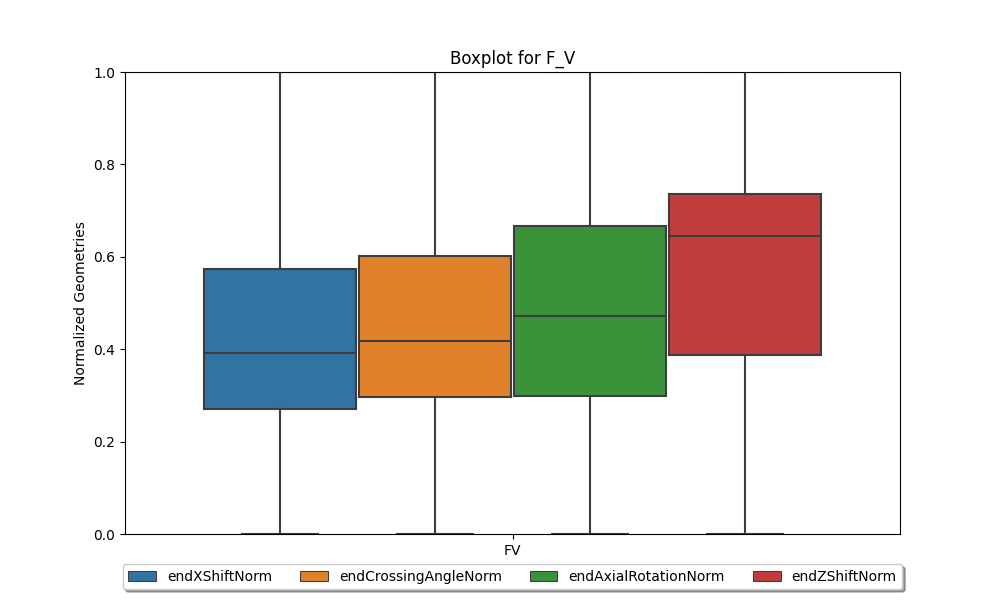 Boxplot for F_V
Normalized Geometries
1.0
0.8
0.6
0.4
0.2
0.0
FV
endXShiftNorm endCrossingAngleNorm endAxialRotationNorm endZShiftNorm